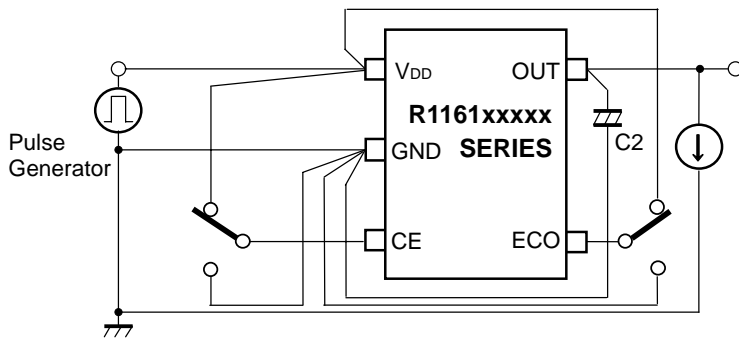 VDD
OUT
R1161xxxxx
SERIES
GND
C2
Pulse
Generator
CE
ECO